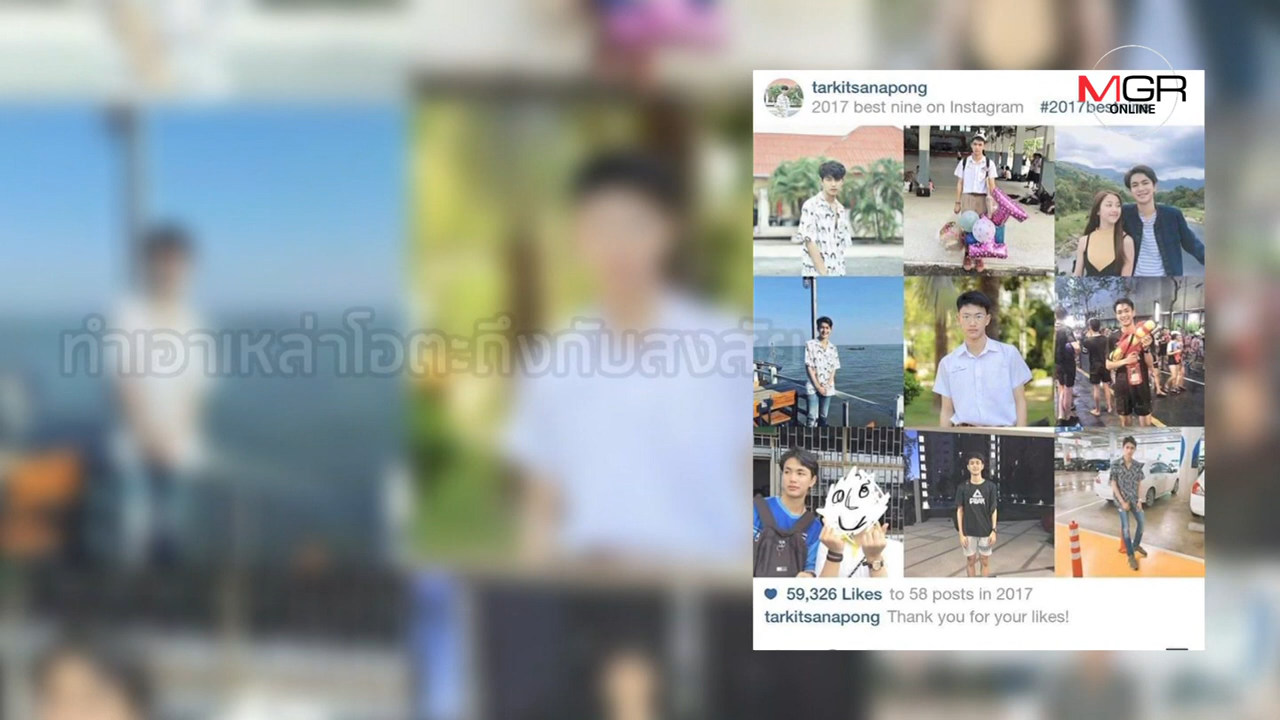 MGR
ONLINE
tarkitsanapong
2017 best nine on Instagram #2017best
ทำเอาเหล่าโอตะถึงกับสงสัย
PEAK
59,326 Likes to 58 posts in 2017
tarkitsanapong Thank you for your likes!